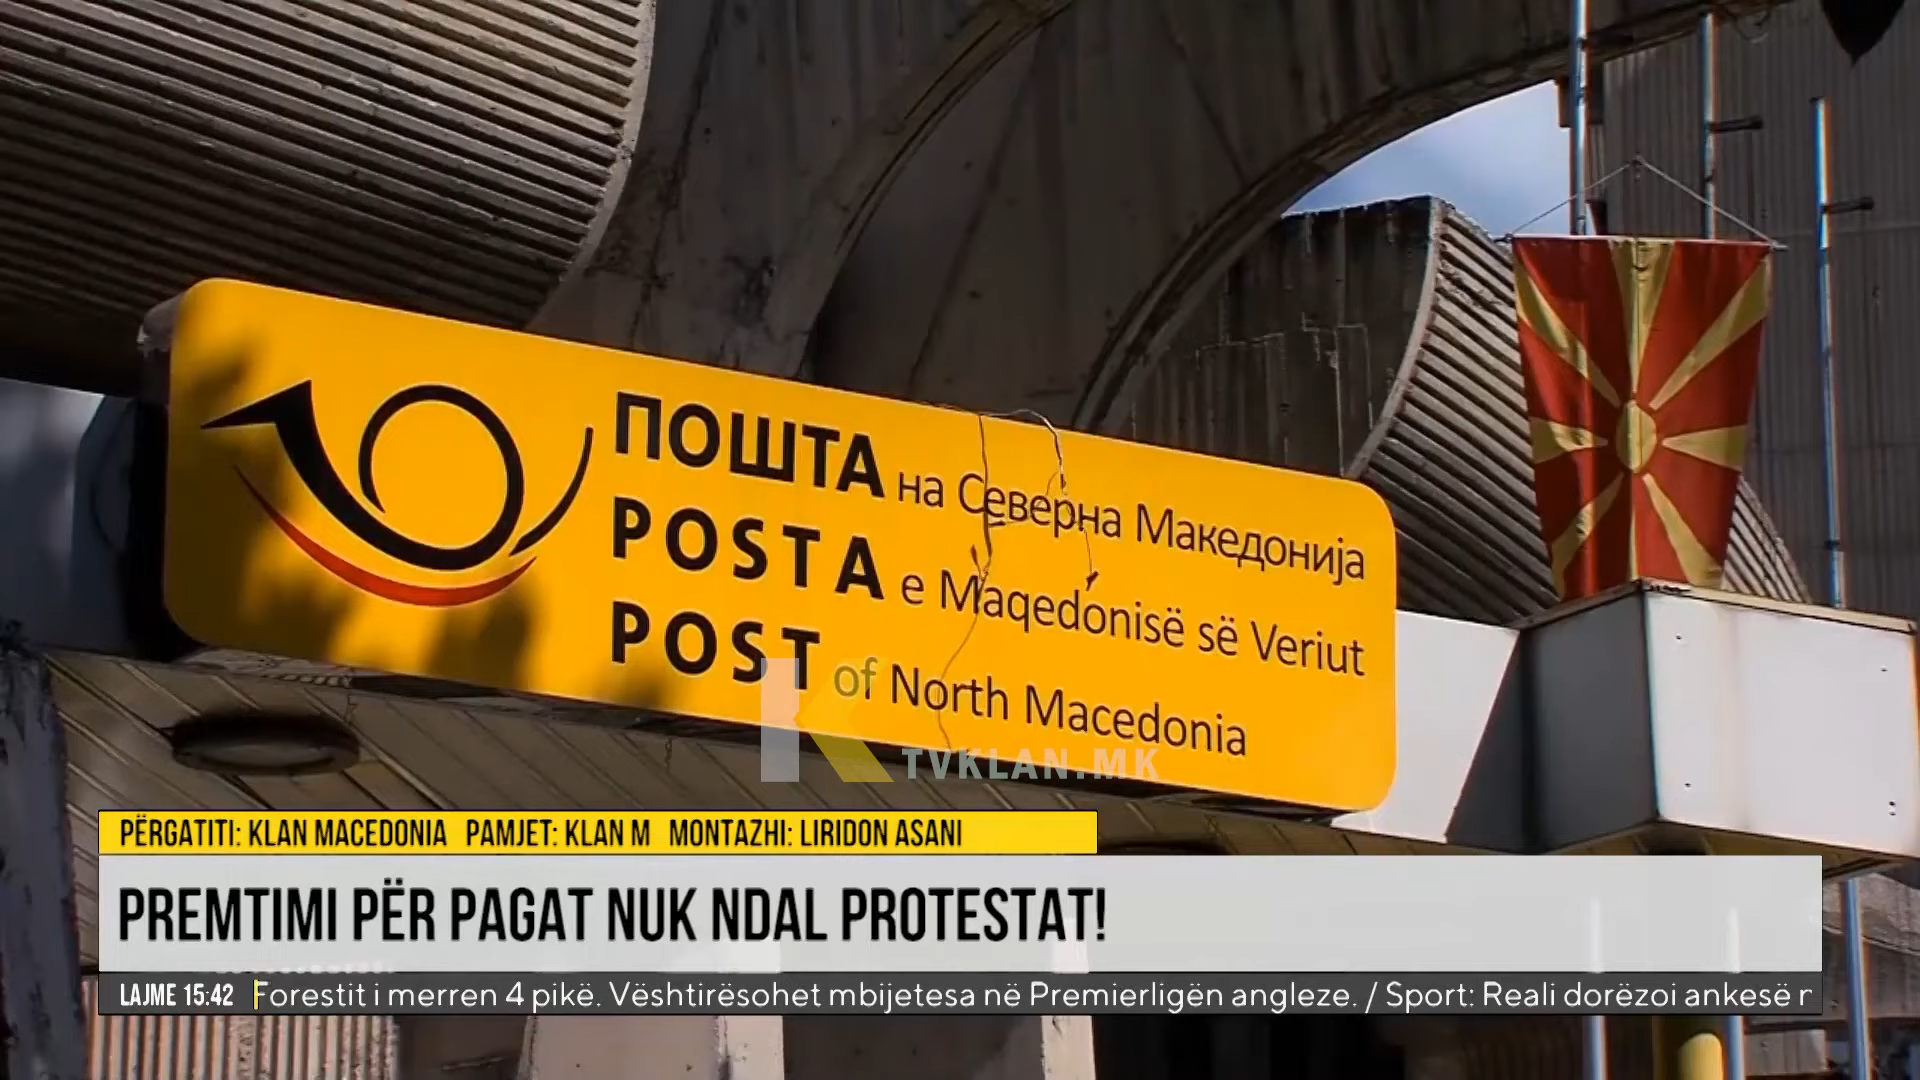 ПОШТА на Северна Македонија
POSTA e Maqedonisë së Veriut
POST of North Macedonia
K TVKLAN.MK
PËRGATITI: KLAN MACEDONIA PAMJET: KLAN M MONTAZHI: LIRIDON ASANI
PREMTIMI PËR PAGAT NUK NDAL PROTESTAT!
LAJME 15:42 Forestit i merren 4 pikë. Vështirësohet mbijetesa në Premierligën angleze. / Sport: Reali dorëzoi ankesë